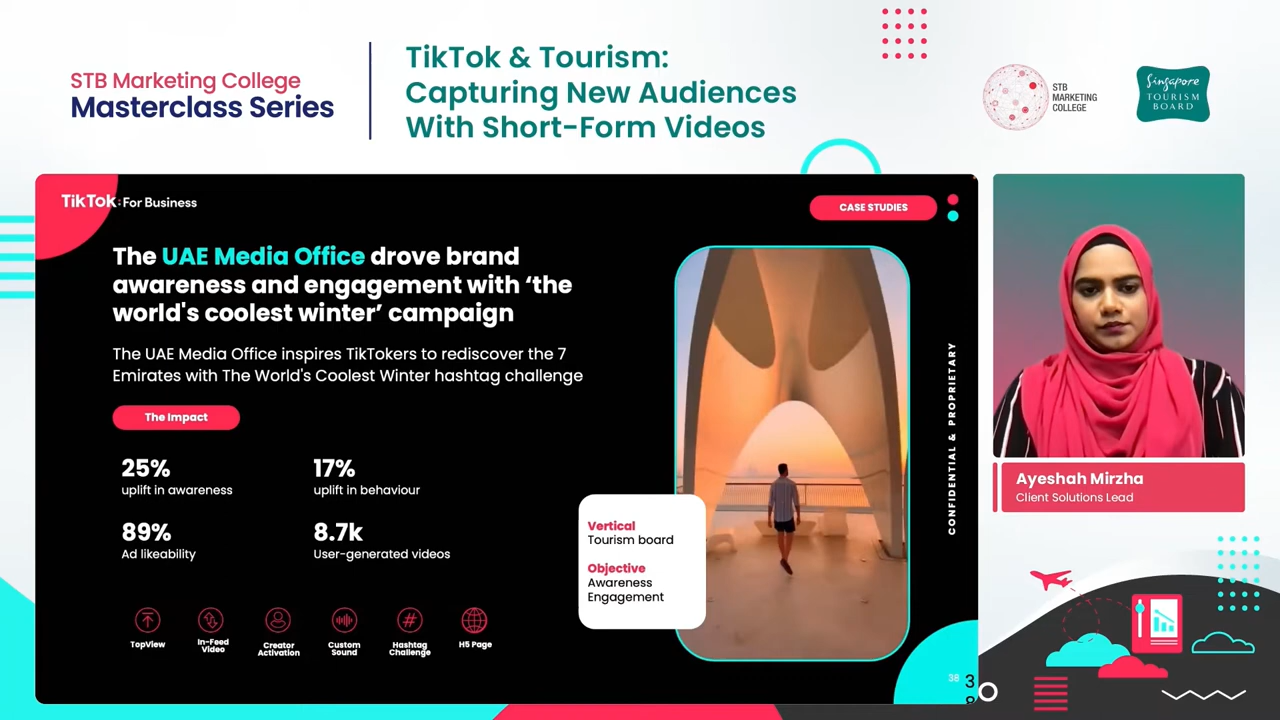 STB Marketing College
Masterclass Series
TikTok & Tourism:
Capturing New Audiences
With Short-Form Videos
STB
MARKETING
COLLEGE
Singapore
TOURISM
BOARD
TikTok: For Business
CASE STUDIES
The UAE Media Office drove brand
awareness and engagement with ‘the
world's coolest winter’ campaign
The UAE Media Office inspires TikTokers to rediscover the 7
Emirates with The World's Coolest Winter hashtag challenge
The Impact
25%
uplift in awareness
17%
uplift in behaviour
89%
Ad likeability
8.7k
User-generated videos
TopView
In-Feed
Video
Creator
Activation
Custom
Sound
Hashtag
Challenge
H5 Page
Vertical
Tourism board
Objective
Awareness
Engagement
CONFIDENTIAL & PROPRIETARY
38
3
8
Ayeshah Mirzha
Client Solutions Lead